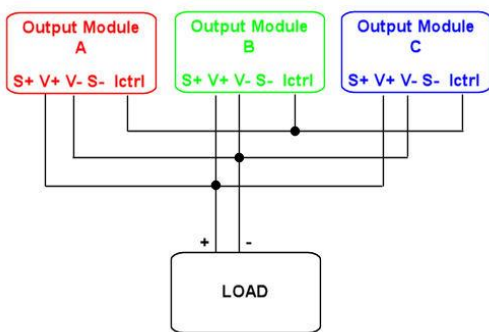 Output Module
A
S+ V+ V- S- Ictrl
Output Module
B
S+ V+ V- S- Ictrl
Output Module
C
S+ V+ V- S- Ictrl
+ -
LOAD